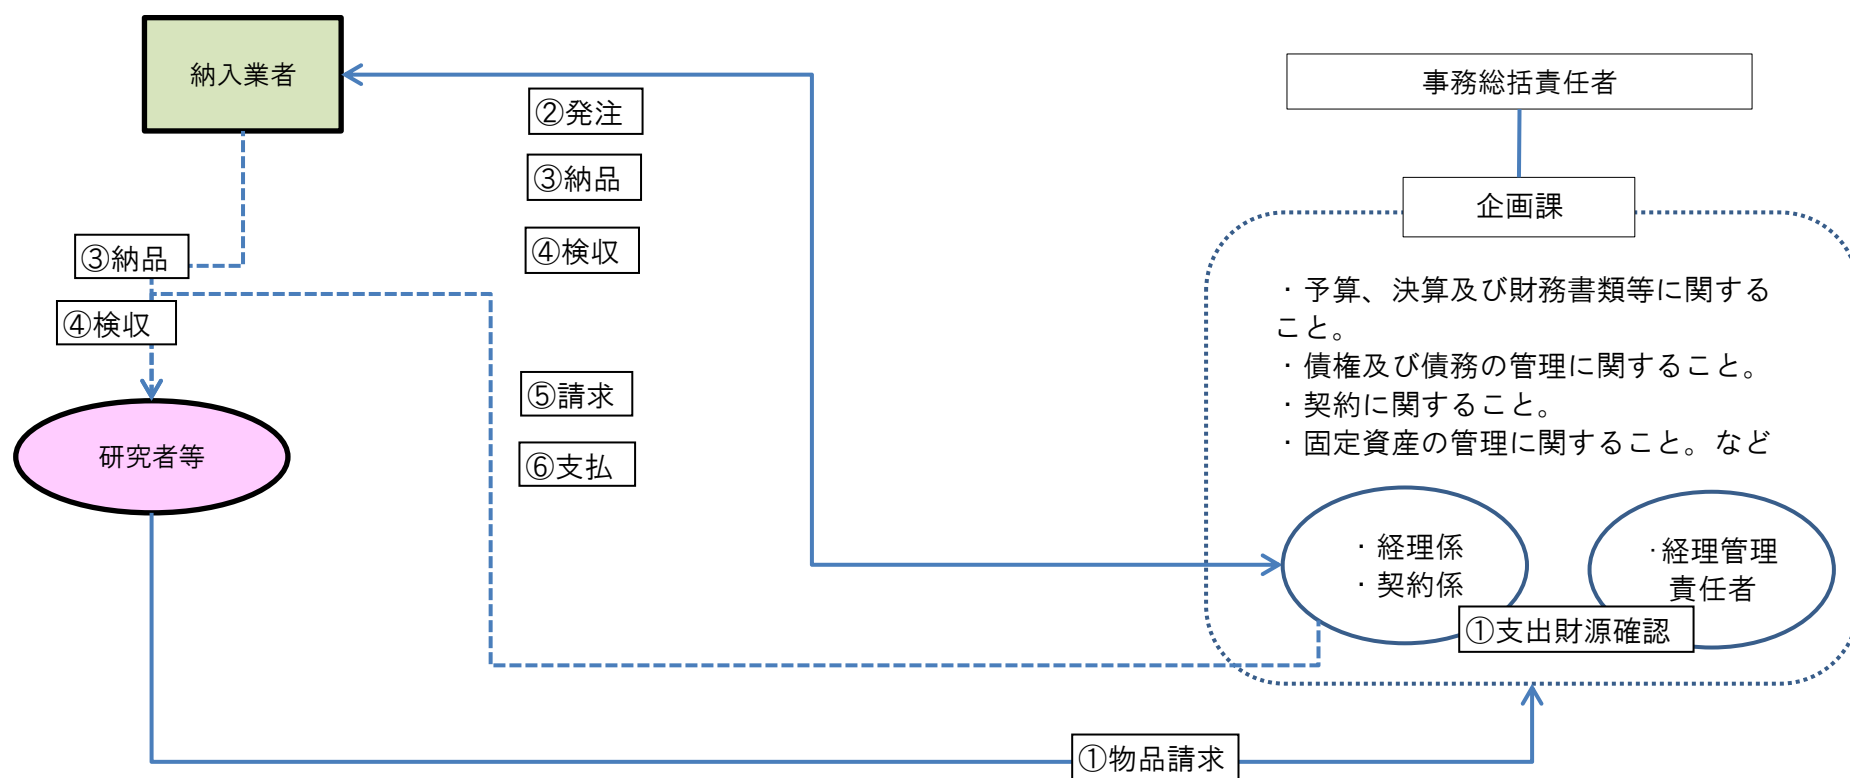 納入業者
事務総括責任者
②発注
③納品
企画課
④検収
③納品
④検収
・予算、決算及び財務書類等に関する
こと。
・債権及び債務の管理に関すること。
・契約に関すること。
・固定資産の管理に関すること。など
⑤請求
⑥支払
研究者等
・経理係
・契約係
・経理管理
責任者
①支出財源確認
①物品請求